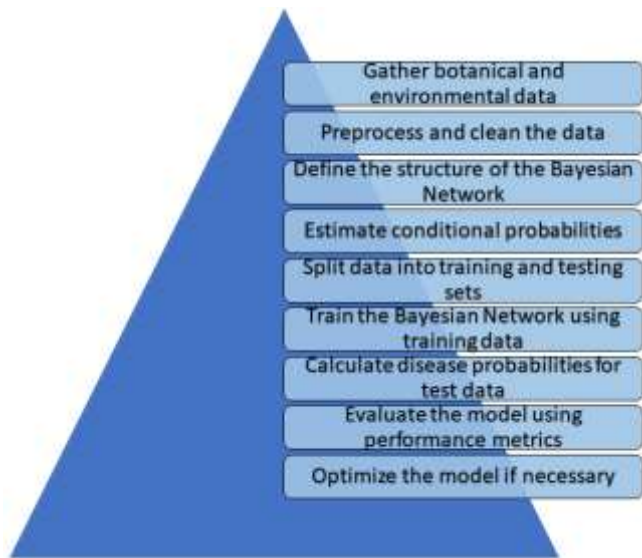 Gather botanical and
environmental data
Preprocess and clean the data
Define the structure of the Bayesian
Network
Estimate conditional probabilities
Split data into training and testing
sets
Train the Bayesian Network using
training data
Calculate disease probabilities for
test data
Evaluate the model using
performance metrics
Optimize the model if necessary